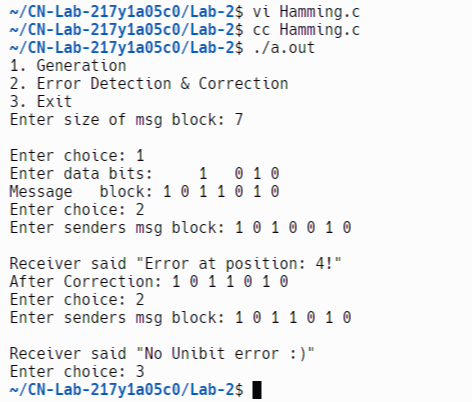 ~/CN-Lab-217y1a05c0/Lab-2$ vi Hamming.c
~/CN-Lab-217y1a05c0/Lab-2$ cc Hamming.c
~/CN-Lab-217y1a05c0/Lab-2$ ./a.out
1. Generation
2. Error Detection & Correction
3. Exit
Enter size of msg block: 7
Enter choice: 1
Enter data bits:     1   0 1 0
Message   block: 1 0 1 1 0 1 0
Enter choice: 2
Enter senders msg block: 1 0 1 0 0 1 0
Receiver said "Error at position: 4!"
After Correction: 1 0 1 1 0 1 0
Enter choice: 2
Enter senders msg block: 1 0 1 1 0 1 0
Receiver said "No Unibit error :)"
Enter choice: 3
~/CN-Lab-217y1a05c0/Lab-2$